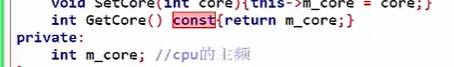 void SetCore(int core){this->m_core = core;}
int GetCore() const{return m_core;}
private:
int m_core; //cpu的主频